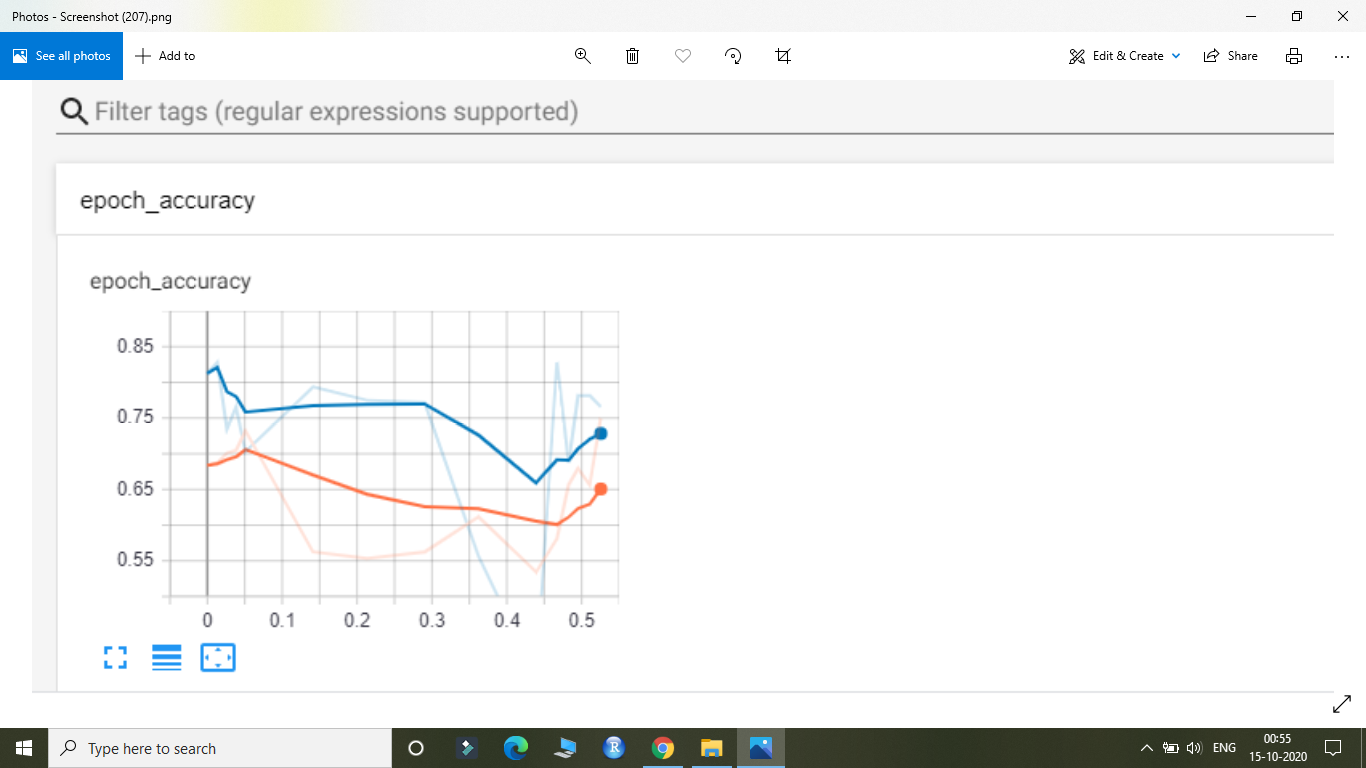 Photos - Screenshot (207).png
See all photos
Add to
Edit & Create
Share
Filter tags (regular expressions supported)
epoch_accuracy
epoch_accuracy
0.85
0.75
0.65
0.55
0 0.1 0.2 0.3 0.4 0.5
Type here to search
R
ENG
00:55
15-10-2020